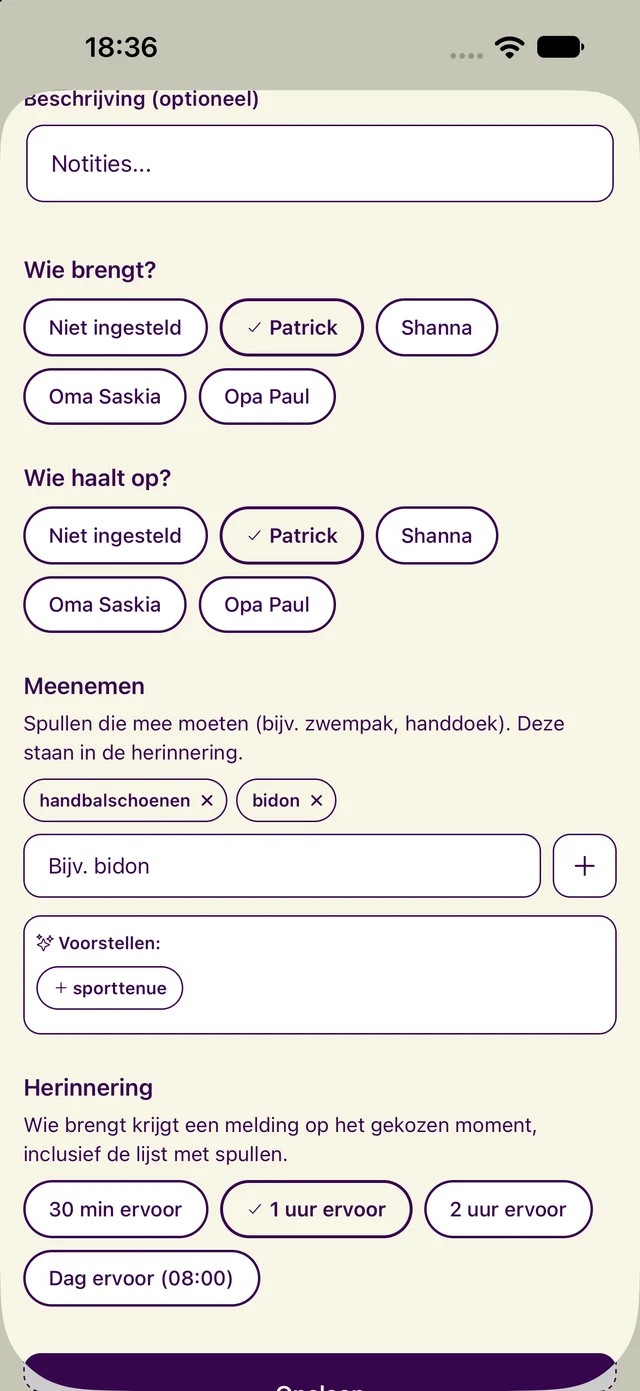 18:36
Beschrijving (optioneel)
Notities...
Wie brengt?
Niet ingesteld
✓ Patrick
Shanna
Oma Saskia
Opa Paul
Wie haalt op?
Niet ingesteld
✓ Patrick
Shanna
Oma Saskia
Opa Paul
Meenemen
Spullen die mee moeten (bijv. zwempak, handdoek). Deze
staan in de herinnering.
handbalschoenen ×
bidon ×
Bijv. bidon
+
Voorstellen:
+ sporttenue
Herinnering
Wie brengt krijgt een melding op het gekozen moment,
inclusief de lijst met spullen.
30 min ervoor
✓ 1 uur ervoor
2 uur ervoor
Dag ervoor (08:00)